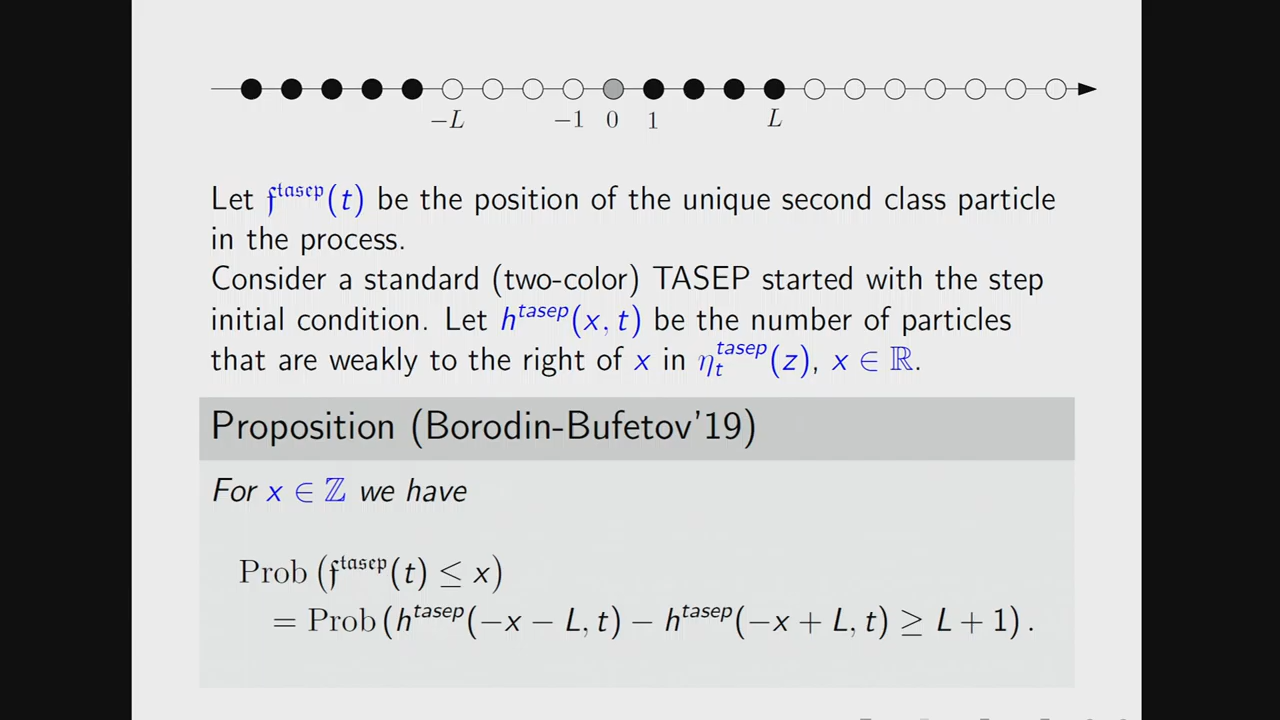 −L −1 0 1 L
Let 𝔣^𝔱𝔞𝔰𝔢𝔭(t) be the position of the unique second class particle
in the process.
Consider a standard (two-color) TASEP started with the step
initial condition. Let h^tasep(x, t) be the number of particles
that are weakly to the right of x in η_t^tasep(z), x ∈ ℝ.
Proposition (Borodin-Bufetov'19)
For x ∈ ℤ we have
Prob (𝔣^𝔱𝔞𝔰𝔢𝔭(t) ≤ x)
= Prob (h^tasep(−x − L, t) − h^tasep(−x + L, t) ≥ L + 1) .